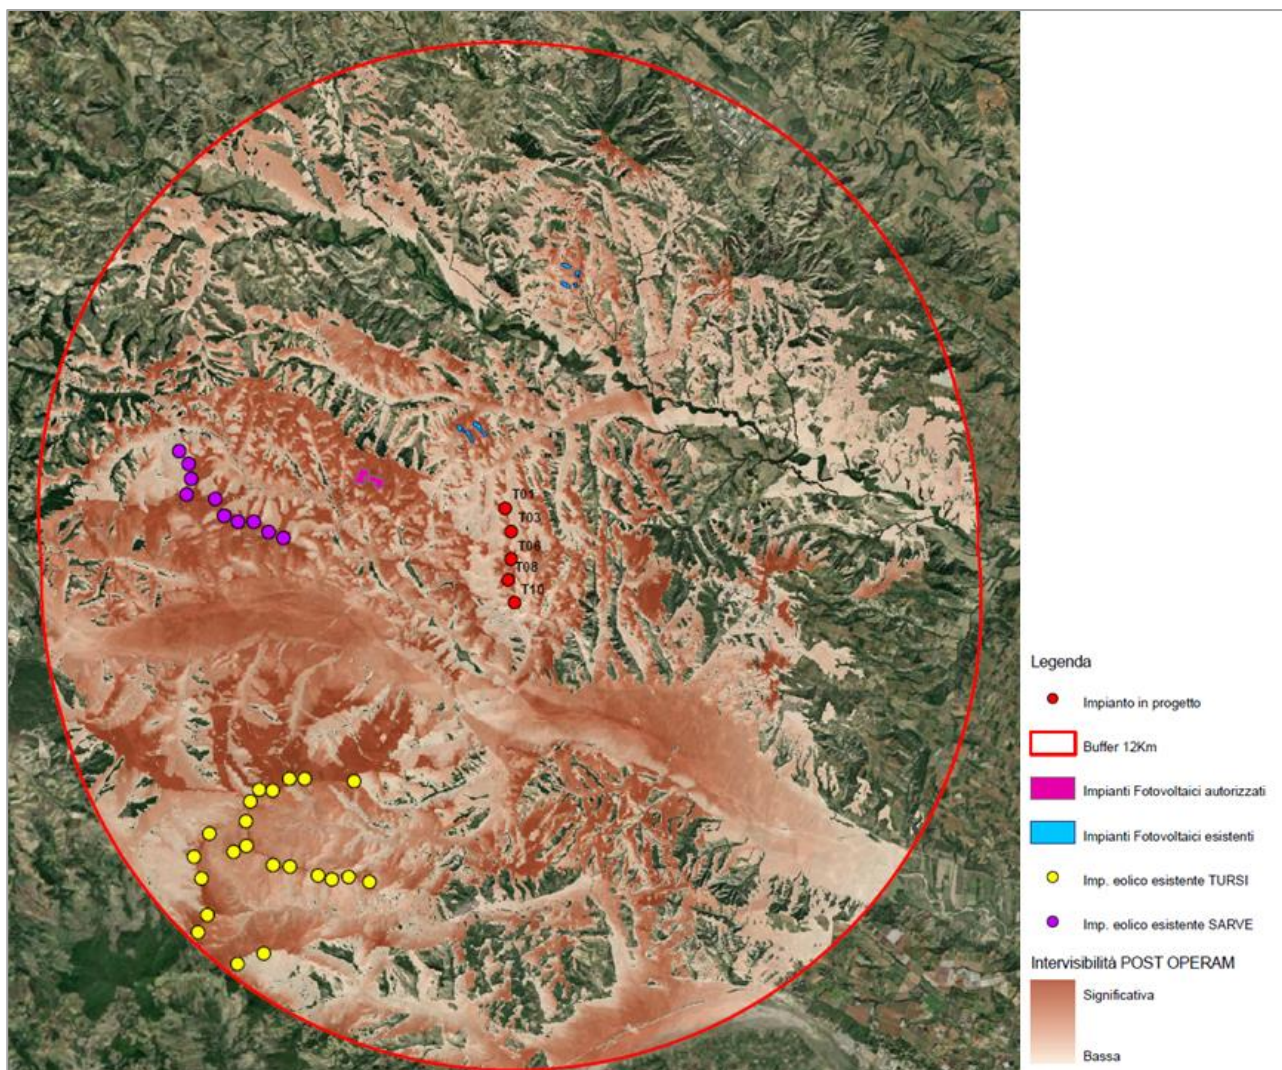 T01
T03
T06
T08
T10
Legenda
Impianto in progetto
Buffer 12Km
Impianti Fotovoltaici autorizzati
Impianti Fotovoltaici esistenti
Imp. eolico esistente TURSI
Imp. eolico esistente SARVE
Intervisibilità POST OPERAM
Significativa
Bassa